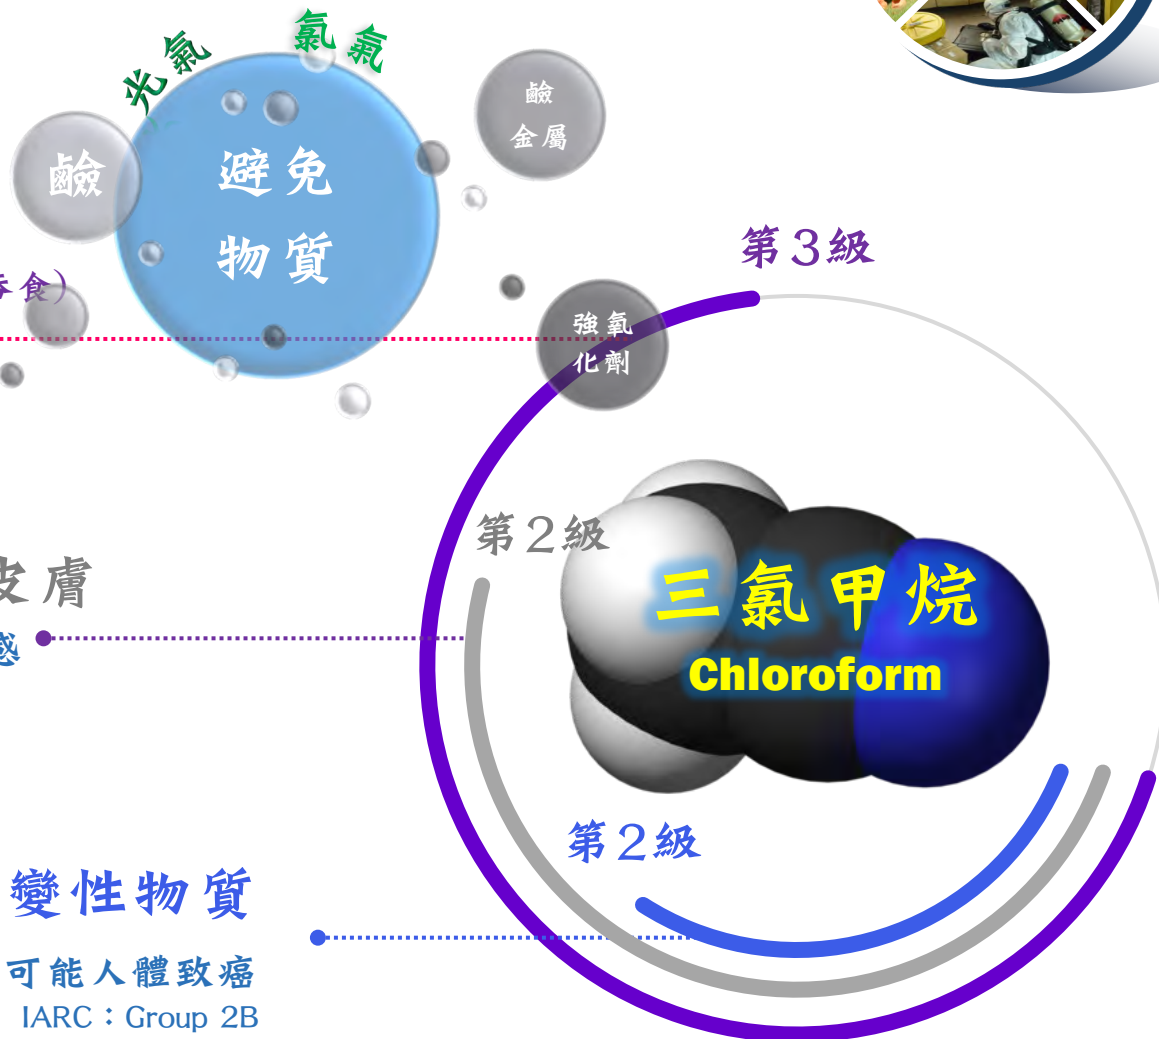 光氣
氯氣
鹼
金屬
鹼
避免
物質
第3級
食)
強氧
化劑
第2級
皮膚
三氯甲烷
Chloroform
第2級
變性物質
可能人體致癌
IARC：Group 2B